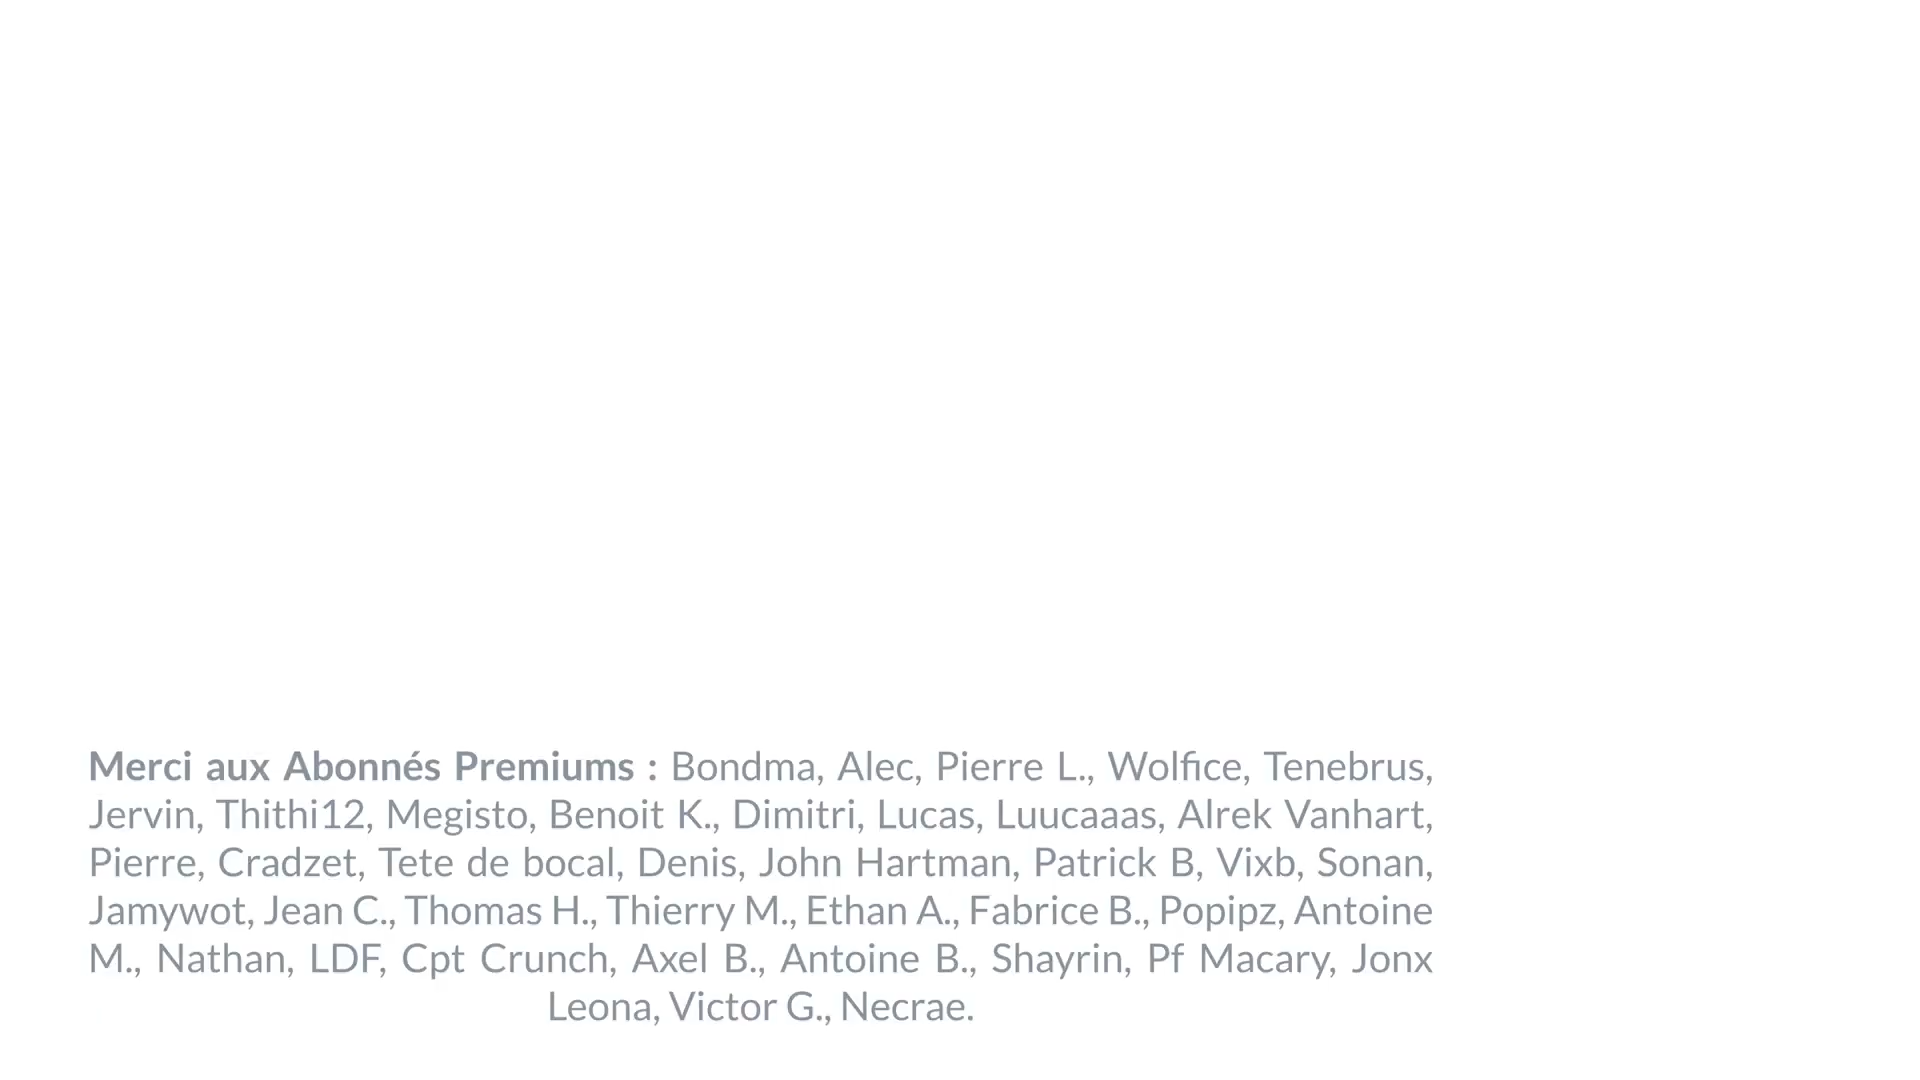 Merci aux Abonnés Premiums : Bondma, Alec, Pierre L., Wolfice, Tenebrus,
Jervin, Thithi12, Megisto, Benoit K., Dimitri, Lucas, Luucaaas, Alrek Vanhart,
Pierre, Cradzet, Tete de bocal, Denis, John Hartman, Patrick B, Vixb, Sonan,
Jamywot, Jean C., Thomas H., Thierry M., Ethan A., Fabrice B., Popipz, Antoine
M., Nathan, LDF, Cpt Crunch, Axel B., Antoine B., Shayrin, Pf Macary, Jonx
Leona, Victor G., Necrae.